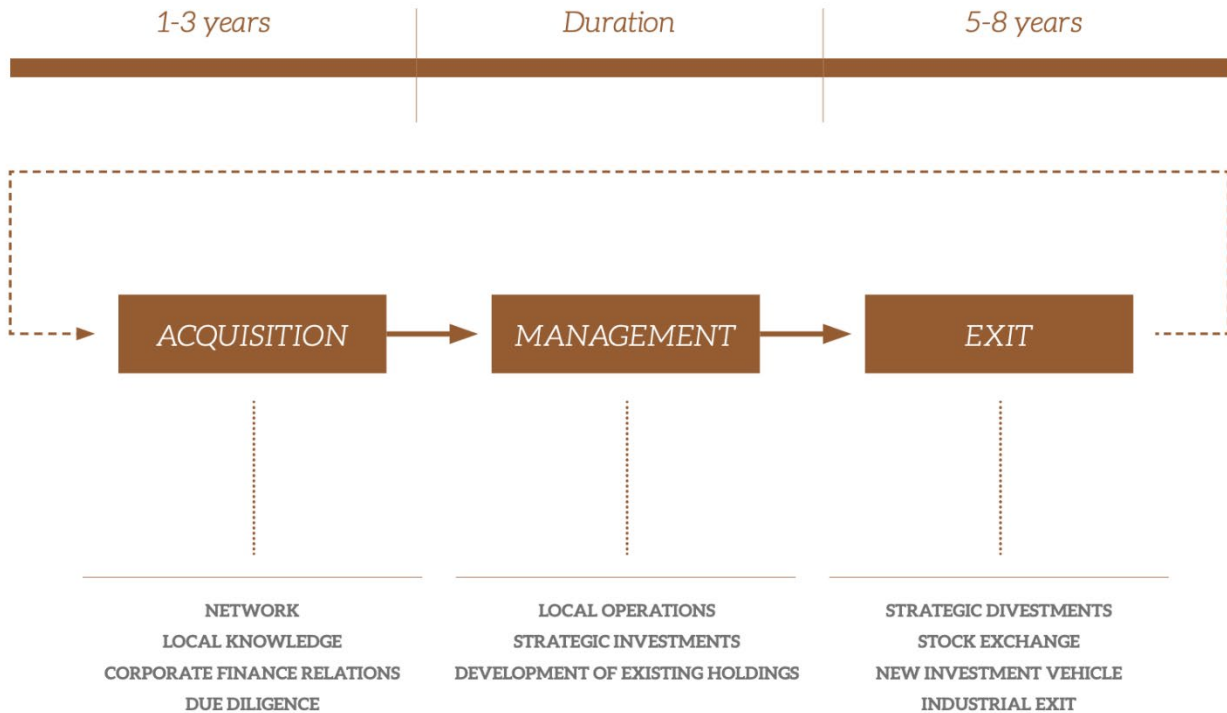 1-3 years
Duration
5-8 years
ACQUISITION
MANAGEMENT
EXIT
NETWORK
LOCAL KNOWLEDGE
CORPORATE FINANCE RELATIONS
DUE DILIGENCE
LOCAL OPERATIONS
STRATEGIC INVESTMENTS
DEVELOPMENT OF EXISTING HOLDINGS
STRATEGIC DIVESTMENTS
STOCK EXCHANGE
NEW INVESTMENT VEHICLE
INDUSTRIAL EXIT